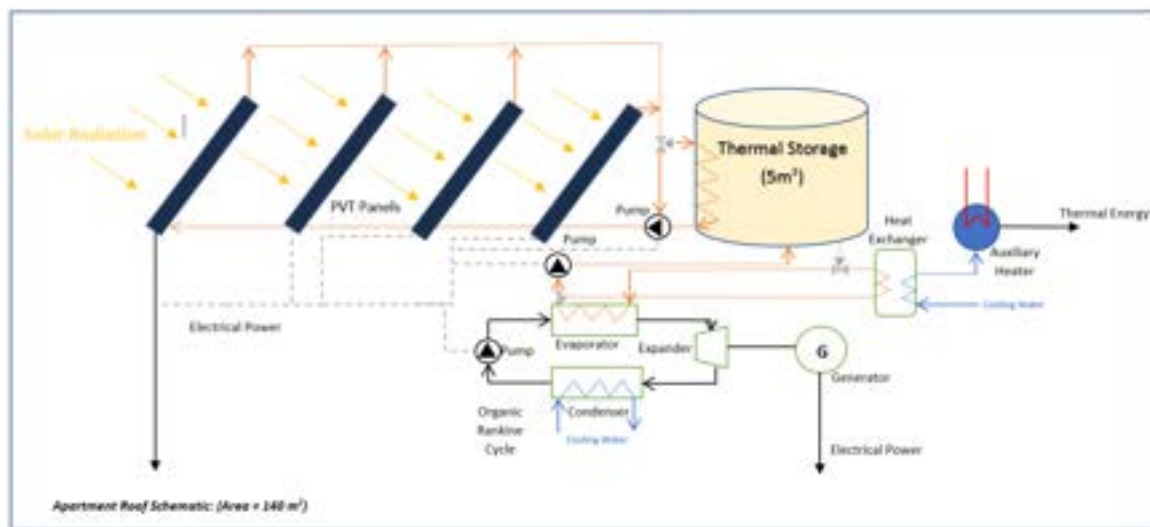 Solar Radiation
Thermal Storage
(5m³)
PVT Panels
Pump
Thermal Energy
Heat
Exchanger
Pump
Auxiliary
Heater
Cooling Water
Electrical Power
Evaporator
Expander
Pump
G
Generator
Organic
Rankine
Cycle
Condenser
Cooling Water
Electrical Power
Apartment Roof Schematic: (Area = 140 m²)